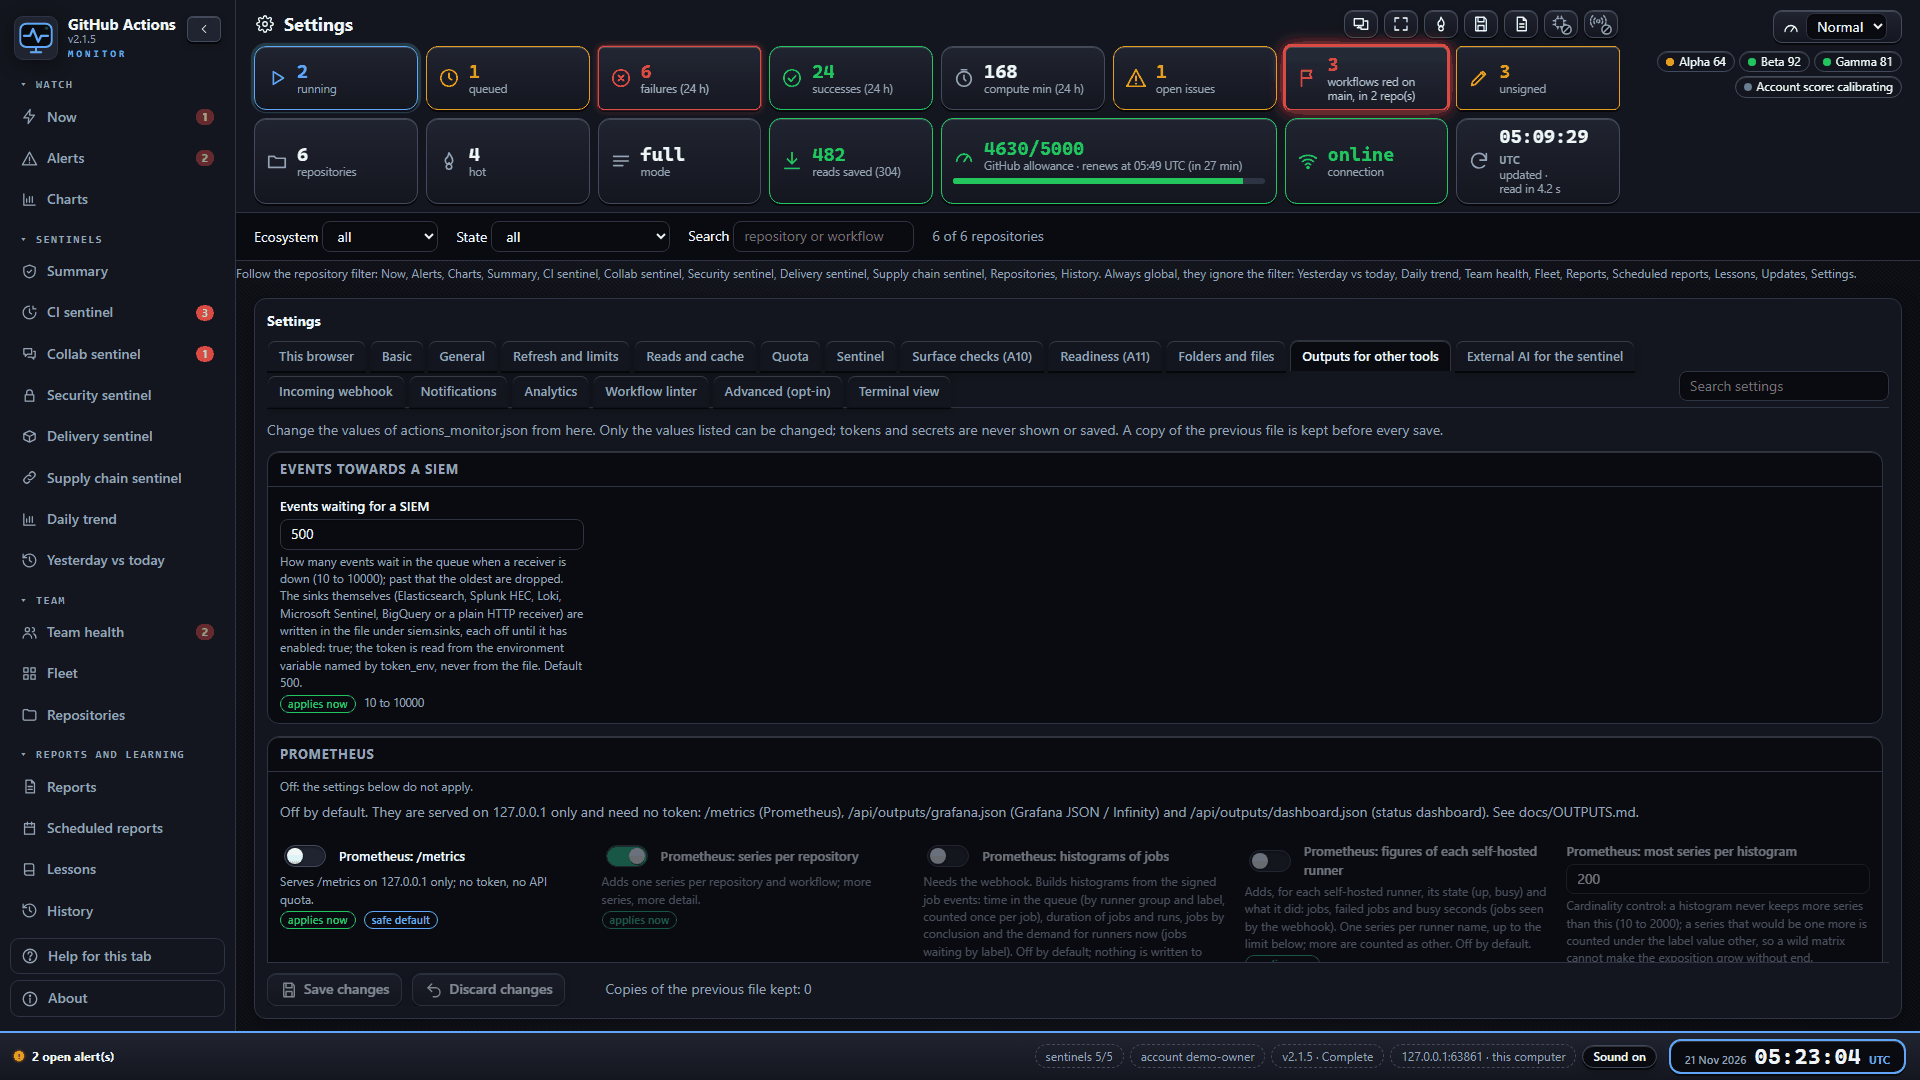 GitHub Actions
v2.1.5
MONITOR
WATCH
Now 1
Alerts 2
Charts
SENTINELS
Summary
CI sentinel 3
Collab sentinel 1
Security sentinel
Delivery sentinel
Supply chain sentinel
Daily trend
Yesterday vs today
TEAM
Team health 2
Fleet
Repositories
REPORTS AND LEARNING
Reports
Scheduled reports
Lessons
History
Help for this tab
About
Settings
Normal
2
running
1
queued
6
failures (24 h)
24
successes (24 h)
168
compute min (24 h)
1
open issues
3
workflows red on
main, in 2 repo(s)
3
unsigned
Alpha 64
Beta 92
Gamma 81
Account score: calibrating
6
repositories
4
hot
full
mode
482
reads saved (304)
4630/5000
GitHub allowance · renews at 05:49 UTC (in 27 min)
online
connection
05:09:29
UTC
updated ·
read in 4.2 s
Ecosystem all State all Search repository or workflow 6 of 6 repositories
Follow the repository filter: Now, Alerts, Charts, Summary, CI sentinel, Collab sentinel, Security sentinel, Delivery sentinel, Supply chain sentinel, Repositories, History. Always global, they ignore the filter: Yesterday vs today, Daily trend, Team health, Fleet, Reports, Scheduled reports, Lessons, Updates, Settings.
Settings
This browser Basic General Refresh and limits Reads and cache Quota Sentinel Surface checks (A10) Readiness (A11) Folders and files Outputs for other tools External AI for the sentinel
Incoming webhook Notifications Analytics Workflow linter Advanced (opt-in) Terminal view
Search settings
Change the values of actions_monitor.json from here. Only the values listed can be changed; tokens and secrets are never shown or saved. A copy of the previous file is kept before every save.
EVENTS TOWARDS A SIEM
Events waiting for a SIEM
500
How many events wait in the queue when a receiver is
down (10 to 10000); past that the oldest are dropped.
The sinks themselves (Elasticsearch, Splunk HEC, Loki,
Microsoft Sentinel, BigQuery or a plain HTTP receiver) are
written in the file under siem.sinks, each off until it has
enabled: true; the token is read from the environment
variable named by token_env, never from the file. Default
500.
applies now 10 to 10000
PROMETHEUS
Off: the settings below do not apply.
Off by default. They are served on 127.0.0.1 only and need no token: /metrics (Prometheus), /api/outputs/grafana.json (Grafana JSON / Infinity) and /api/outputs/dashboard.json (status dashboard). See docs/OUTPUTS.md.
Prometheus: /metrics
Serves /metrics on 127.0.0.1 only; no token, no API
quota.
applies now safe default
Prometheus: series per repository
Adds one series per repository and workflow; more
series, more detail.
applies now
Prometheus: histograms of jobs
Needs the webhook. Builds histograms from the signed
job events: time in the queue (by runner group and label,
counted once per job), duration of jobs and runs, jobs by
conclusion and the demand for runners now (jobs
waiting by label). Off by default; nothing is written to
Prometheus: figures of each self-hosted
runner
Adds, for each self-hosted runner, its state (up, busy) and
what it did: jobs, failed jobs and busy seconds (jobs seen
by the webhook). One series per runner name, up to the
limit below; more are counted as other. Off by default.
Prometheus: most series per histogram
200
Cardinality control: a histogram never keeps more series
than this (10 to 2000); a series that would be one more is
counted under the label value other, so a wild matrix
cannot make the exposition grow without end.
Save changes Discard changes Copies of the previous file kept: 0
2 open alert(s)
sentinels 5/5
account demo-owner
v2.1.5 · Complete
127.0.0.1:63861 · this computer
Sound on
21 Nov 2026 05:23:04 UTC